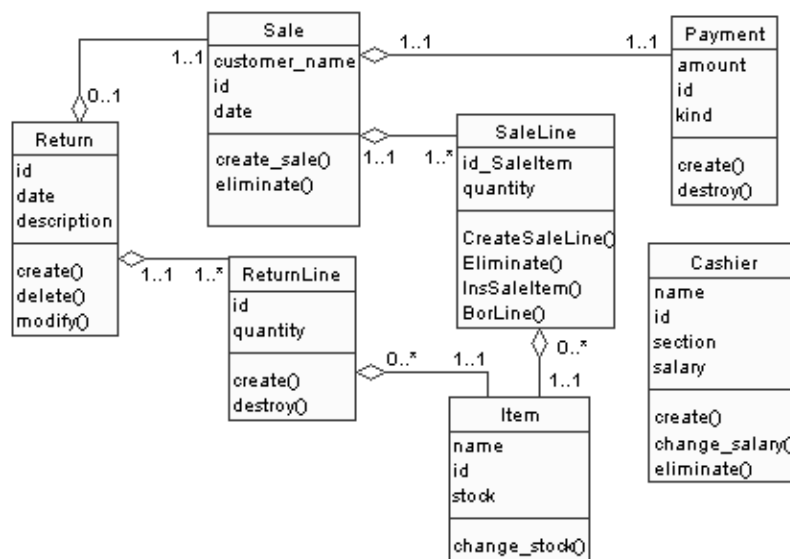 Sale
customer_name
id
date
create_sale()
eliminate()
1..1
0..1
1..1
1..1
Payment
amount
id
kind
create()
destroy()
Return
id
date
description
create()
delete()
modify()
1..1
1..*
SaleLine
id_SaleItem
quantity
CreateSaleLine()
Eliminate()
InsSaleItem()
BorLine()
1..1
1..*
ReturnLine
id
quantity
create()
destroy()
0..*
1..1
0..*
1..1
Item
name
id
stock
change_stock()
Cashier
name
id
section
salary
create()
change_salary()
eliminate()